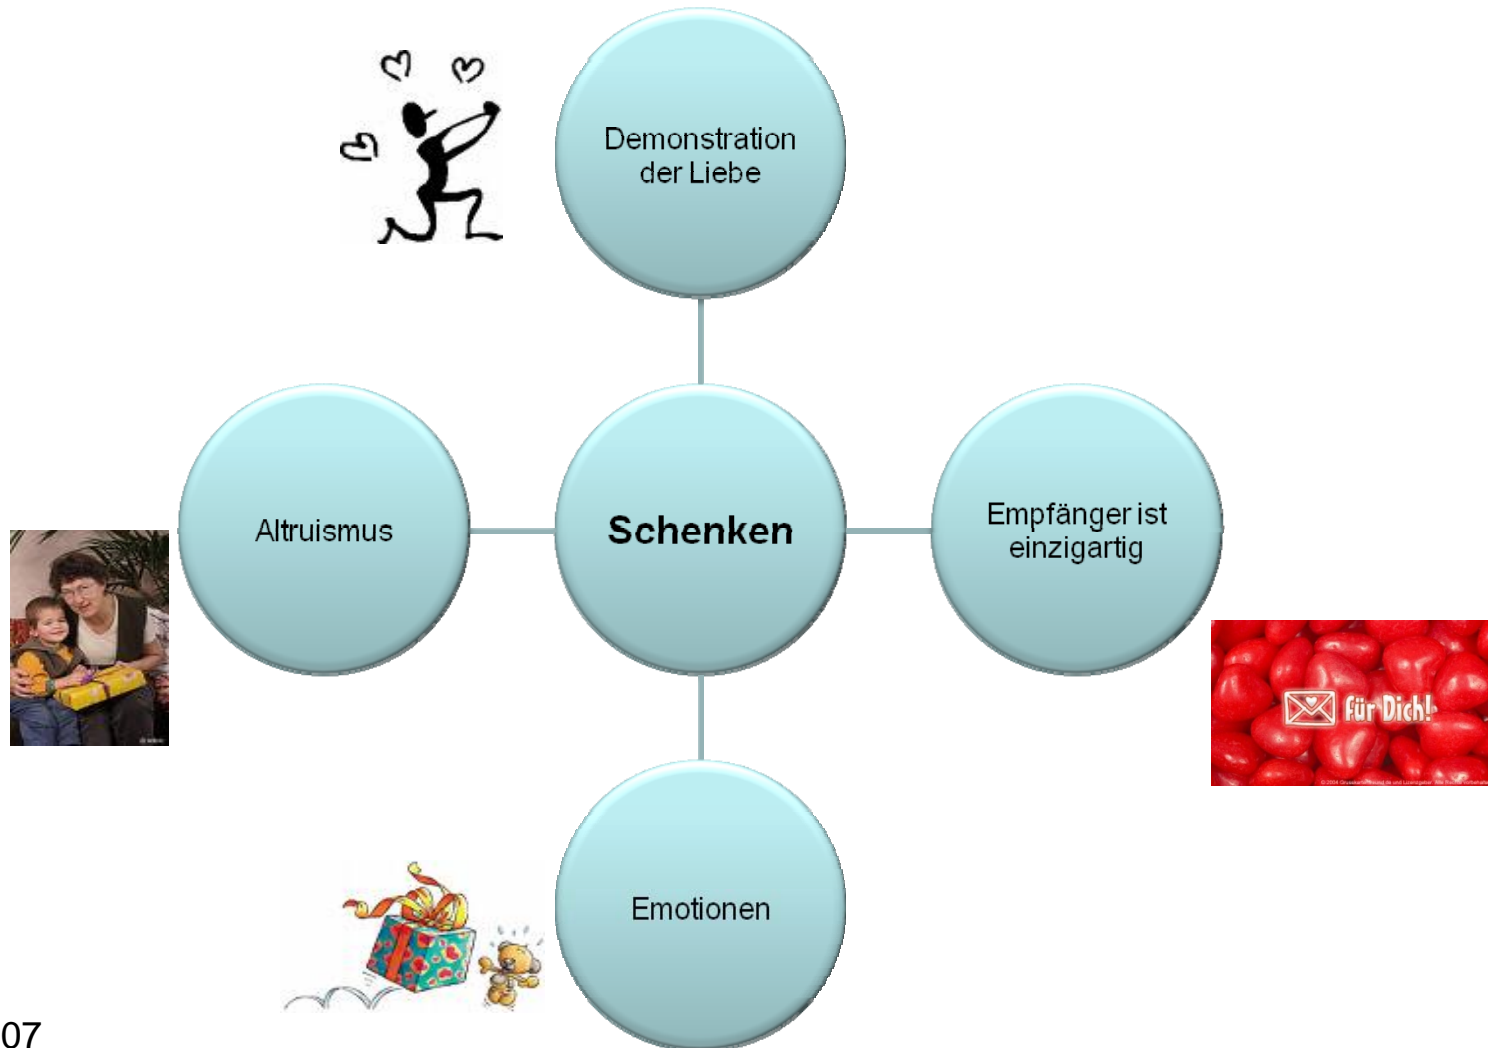 Demonstration
der Liebe
Altruismus
Schenken
Empfänger ist
einzigartig
für Dich!
Emotionen
07